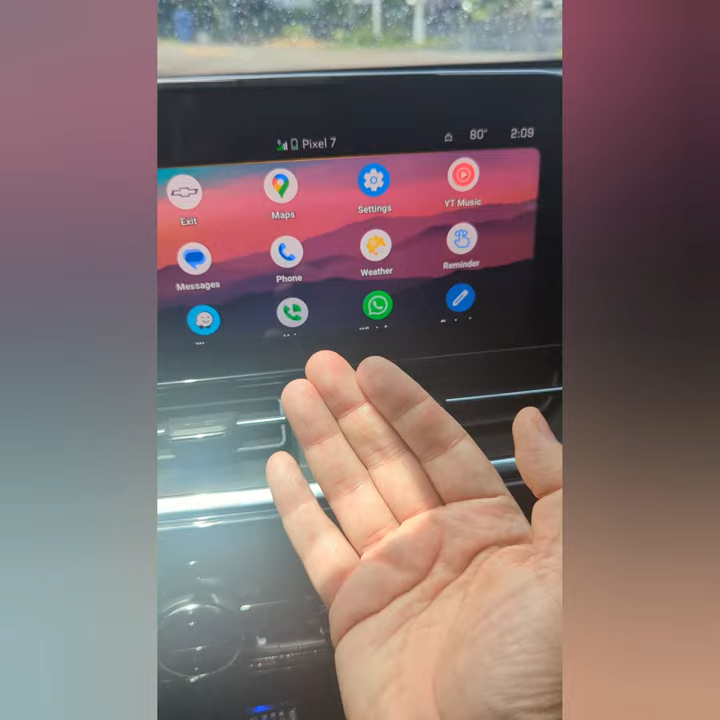 Pixel 7
80°
2:09
Exit
Maps
Settings
YT Music
Messages
Phone
Weather
Reminder